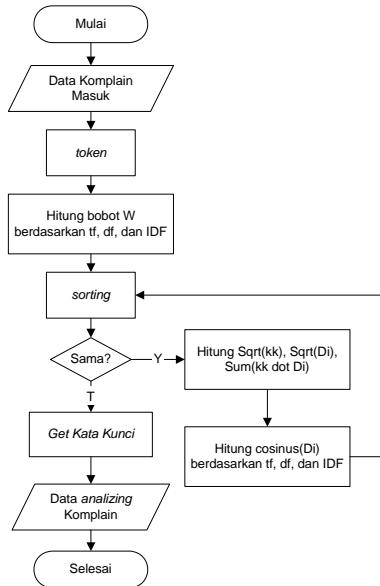 Mulai
Data Komplain
Masuk
token
Hitung bobot W
berdasarkan tf, df, dan IDF
sorting
Sama?
Y
Hitung Sqrt(kk), Sqrt(Di),
Sum(kk dot Di)
T
Get Kata Kunci
Hitung cosinus(Di)
berdasarkan tf, df, dan IDF
Data analizing
Komplain
Selesai